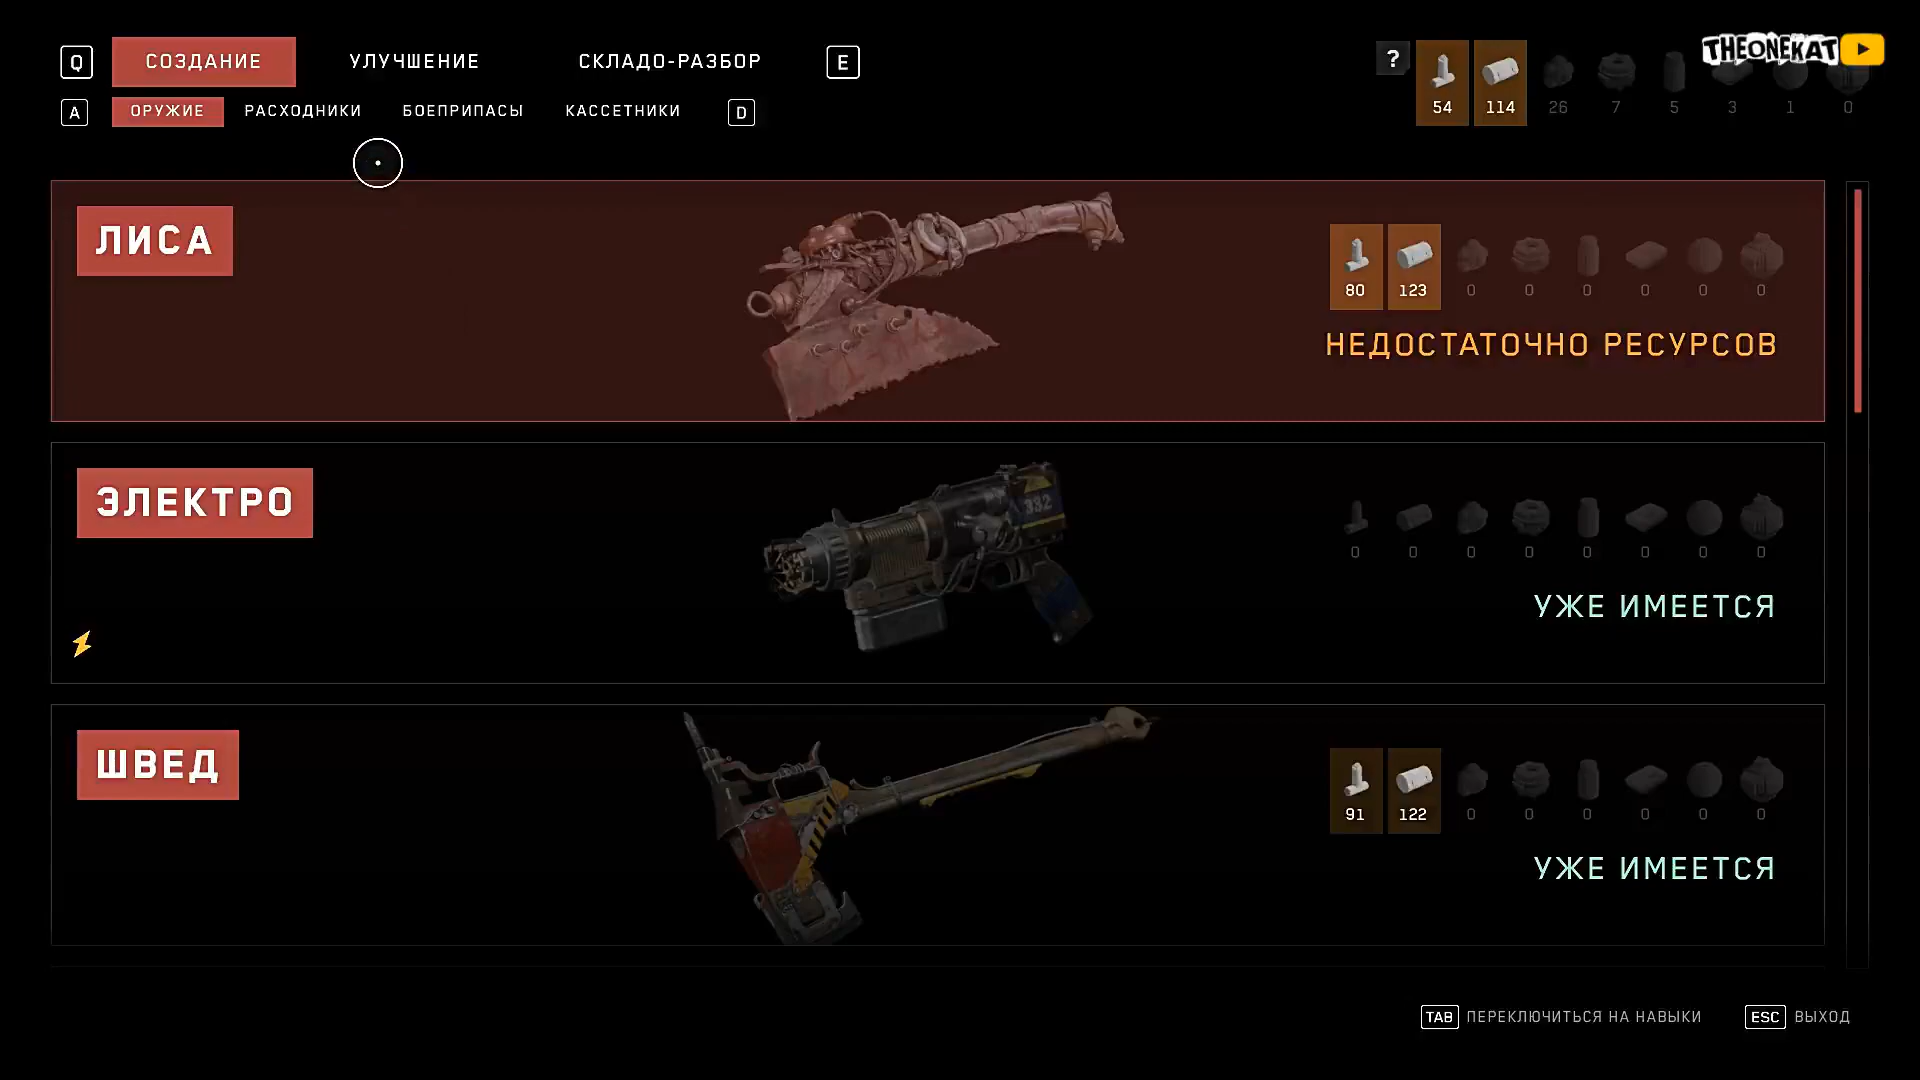 Q СОЗДАНИЕ УЛУЧШЕНИЕ СКЛАДО-РАЗБОР E
A ОРУЖИЕ РАСХОДНИКИ БОЕПРИПАСЫ КАССЕТНИКИ D
? THEONEKAT
54 114 26 7 5 3 1 0
ЛИСА
80 123 0 0 0 0 0 0
НЕДОСТАТОЧНО РЕСУРСОВ
ЭЛЕКТРО
332
0 0 0 0 0 0 0 0
УЖЕ ИМЕЕТСЯ
ШВЕД
91 122 0 0 0 0 0 0
УЖЕ ИМЕЕТСЯ
TAB ПЕРЕКЛЮЧИТЬСЯ НА НАВЫКИ ESC ВЫХОД